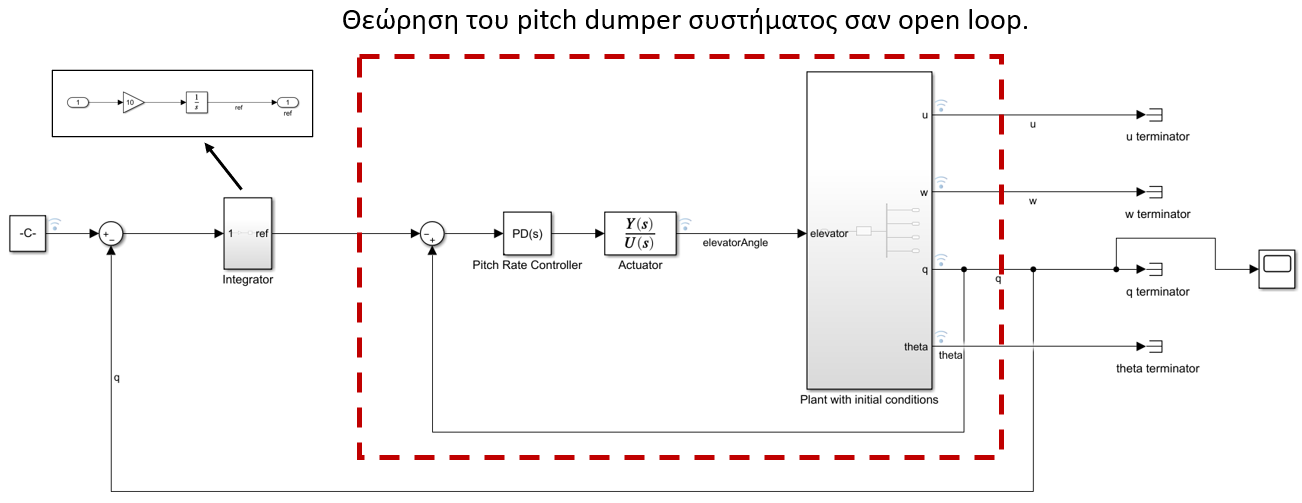 Θεώρηση του pitch dumper συστήματος σαν open loop.
1
10
1
s
ref
1
ref
-C-
+
−
1
ref
Integrator
−
+
PD(s)
Pitch Rate Controller
Y(s)
U(s)
Actuator
elevatorAngle
elevator
u
w
q
theta
Plant with initial conditions
u
w
q
theta
u terminator
w terminator
q terminator
theta terminator
q